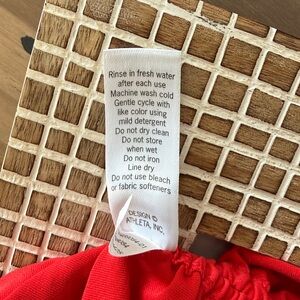 Rinse in fresh water
after each use
Machine wash cold
Gentle cycle with
like color using
mild detergent
Do not dry clean
Do not store
when wet
Do not iron
Line dry
Do not use bleach
or fabric softeners
DESIGN ©
ATHLETA, INC.